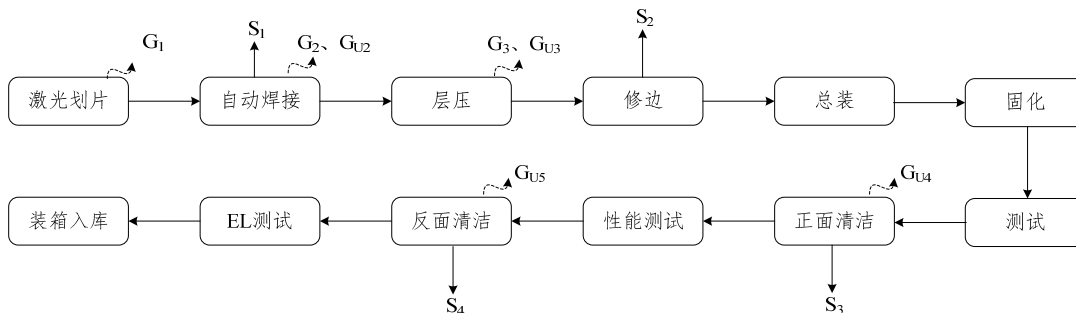 S1
G1
G2、GU2
G3、GU3
S2
激光划片
自动焊接
层压
修边
总装
固化
GU5
GU4
装箱入库
EL测试
反面清洁
性能测试
正面清洁
测试
S4
S3